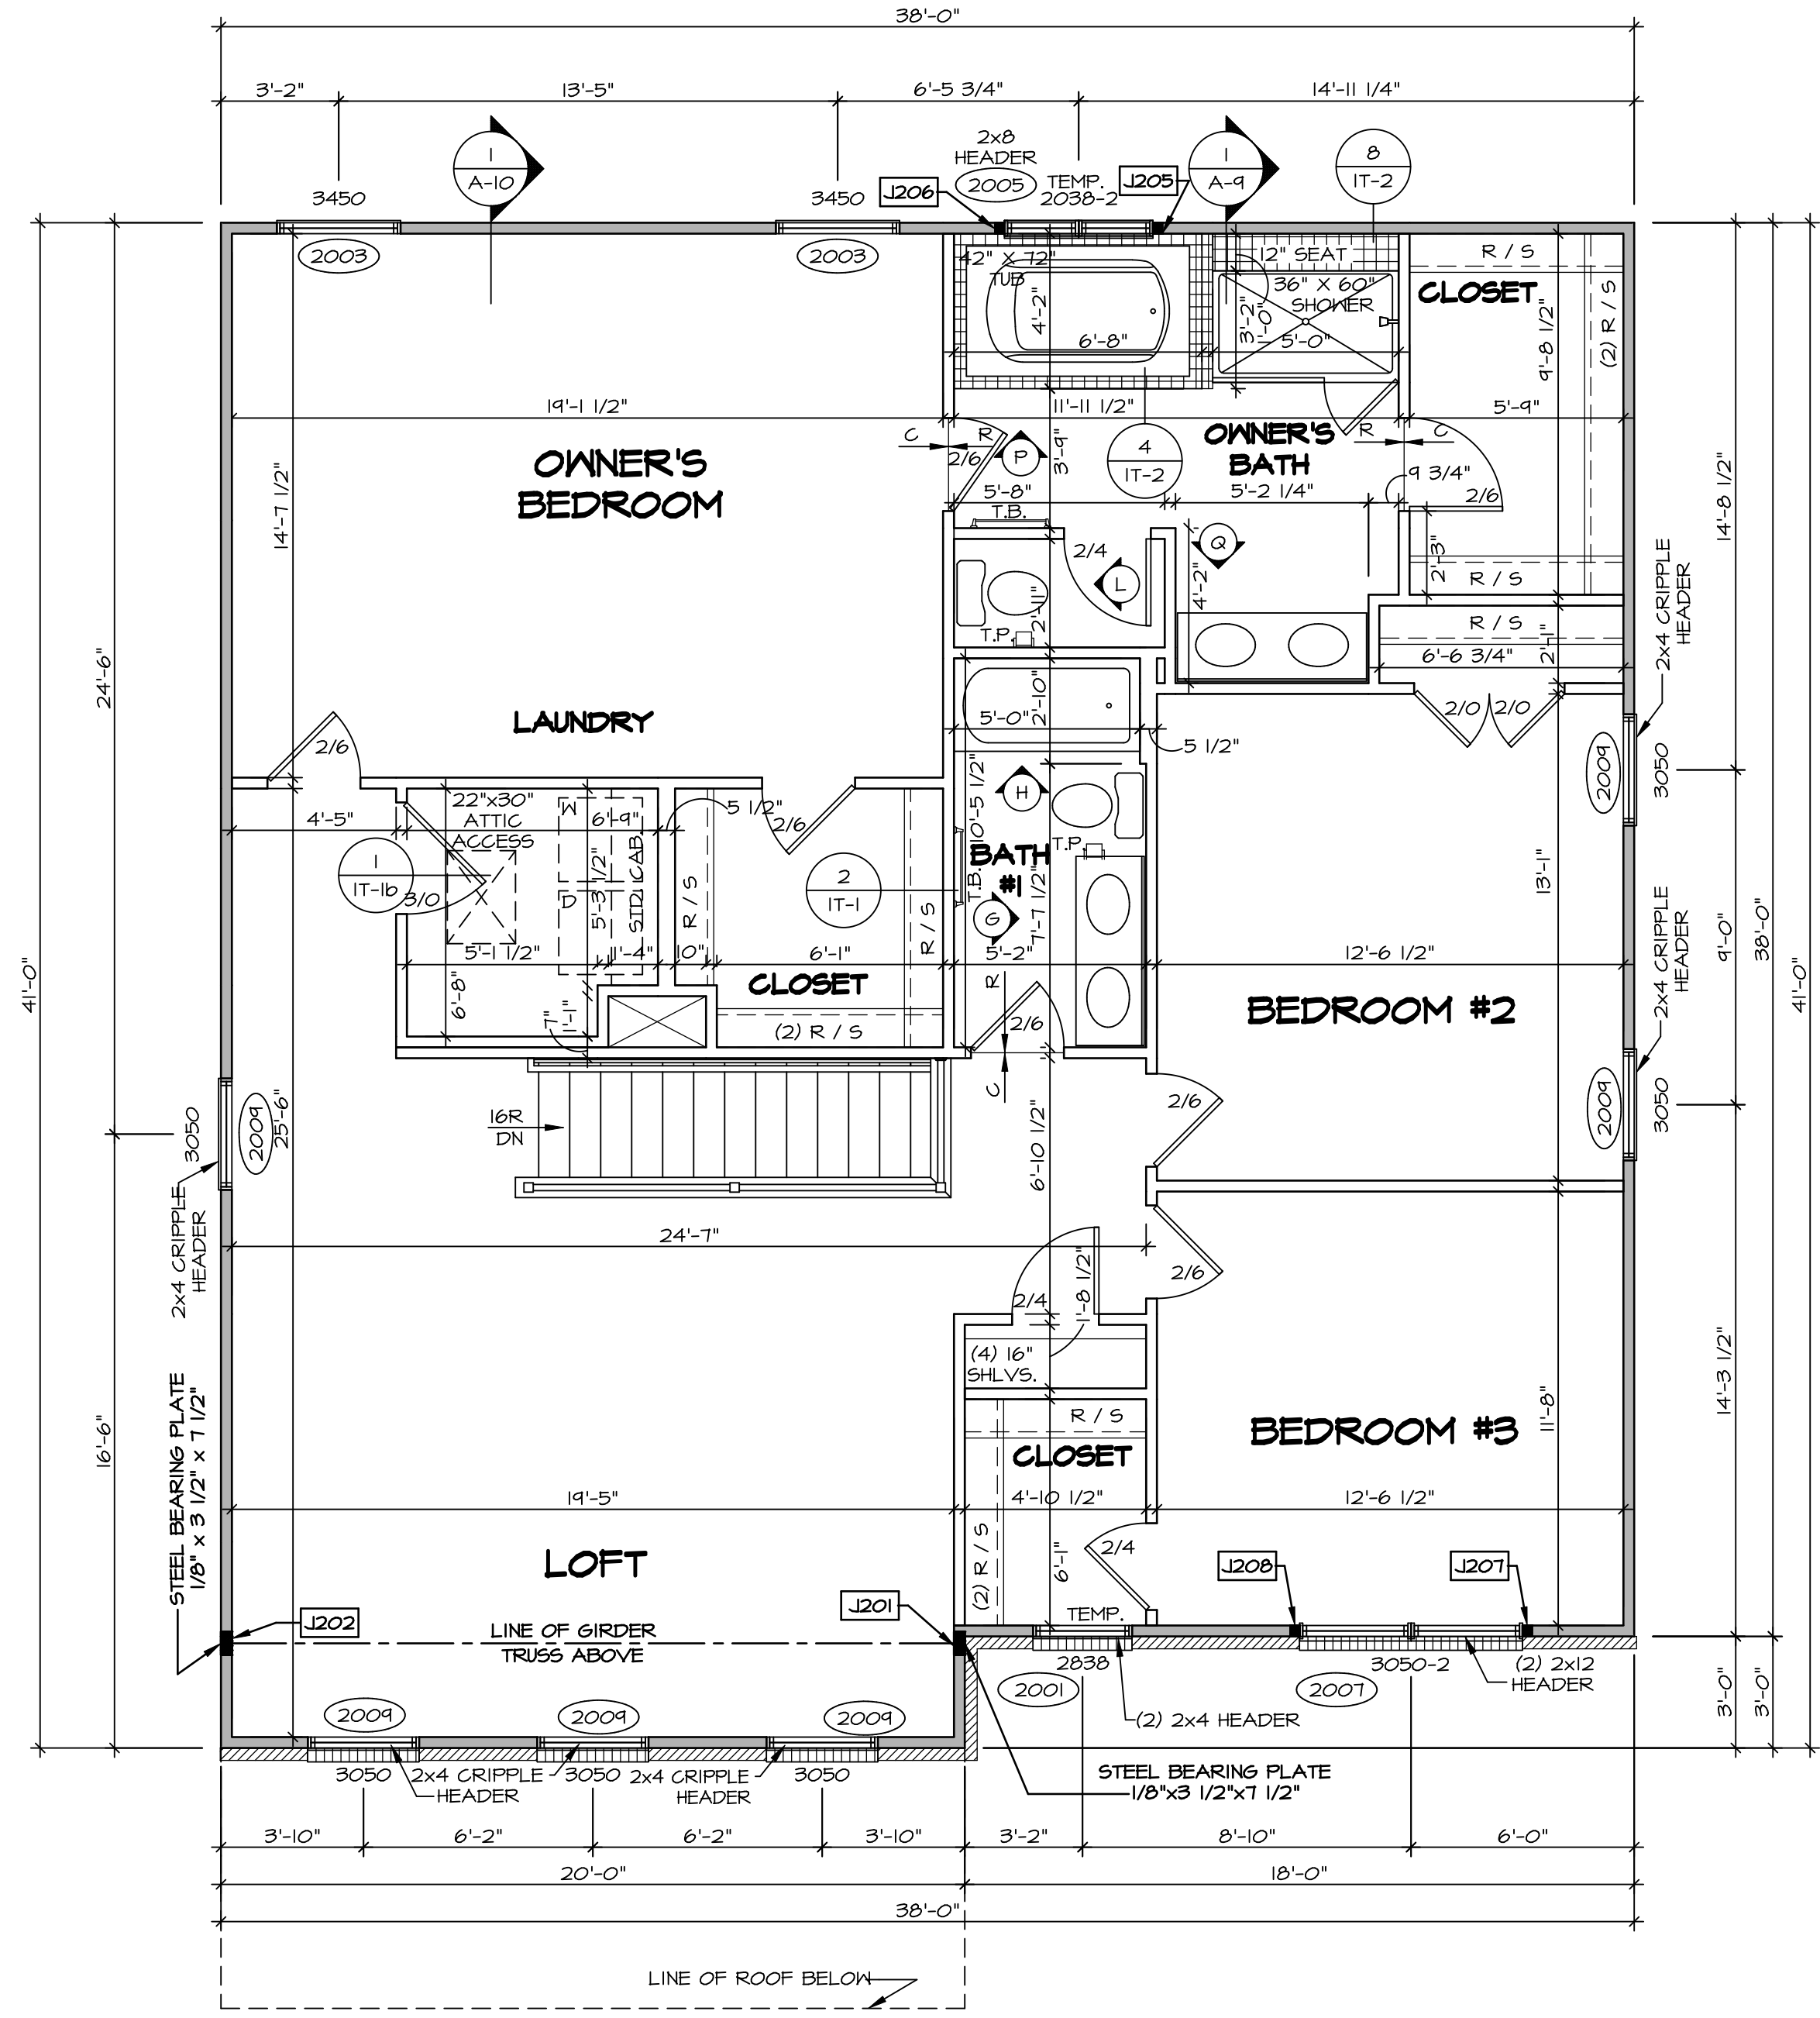 38'-0"
3'-2"
13'-5"
6'-5 3/4"
14'-11 1/4"
1
A-10
2x8
HEADER
2005
TEMP.
2038-2
J206
J205
1
A-9
8
IT-2
3450
3450
2003
2003
42" X 72"
TUB
4'-2"
6'-8"
12" SEAT
36" X 60"
SHOWER
3'-2"
5'-0"
R / S
CLOSET
(2) R / S
9'-8 1/2"
19'-1 1/2"
11'-11 1/2"
5'-9"
OWNER'S
BEDROOM
14'-7 1/2"
C
R
2/6
P
3'-9"
4
IT-2
OWNER'S
BATH
R
C
9 3/4"
2/6
5'-8"
5'-2 1/4"
T.B.
2/4
L
Q
2'-3"
R / S
4'-2"
2'-11"
T.P.
R / S
2'-1"
6'-6 3/4"
14'-8 1/2"
2x4 CRIPPLE
HEADER
24'-6"
LAUNDRY
2/6
5'-0"
2'-10"
5 1/2"
2/0
2/0
2009
3050
22"x30"
ATTIC
ACCESS
4'-5"
W
6'-9"
5 1/2"
2/6
10'-5 1/2"
H
T.P.
BATH
#1
T.B.
G
7'-7 1/2"
1
IT-1b
3/0
D
5'-3 1/2"
STD. CAB.
R / S
2
IT-1
R / S
13'-1"
5'-1 1/2"
1'-4"
10"
6'-1"
5'-2"
12'-6 1/2"
CLOSET
6'-8"
7"
1'-1"
(2) R / S
R
2/6
C
BEDROOM #2
9'-0"
38'-0"
41'-0"
41'-0"
2x4 CRIPPLE
HEADER
2009
3050
3050
2009
25'-6"
16R
DN
6'-10 1/2"
2/6
2x4 CRIPPLE
HEADER
24'-7"
2/6
2/4
1'-8 1/2"
(4) 16"
SHLVS.
R / S
CLOSET
BEDROOM #3
11'-8"
14'-3 1/2"
STEEL BEARING PLATE
1/8" x 3 1/2" x 7 1/2"
16'-6"
19'-5"
4'-10 1/2"
12'-6 1/2"
(2) R / S
6'-1"
2/4
LOFT
J202
J201
J208
J207
LINE OF GIRDER
TRUSS ABOVE
TEMP.
2838
2001
3050-2
2007
(2) 2x12
HEADER
(2) 2x4 HEADER
3'-0"
3'-0"
2009
2009
2009
3050
2x4 CRIPPLE
HEADER
3050
2x4 CRIPPLE
HEADER
3050
STEEL BEARING PLATE
1/8"x3 1/2"x7 1/2"
3'-10"
6'-2"
6'-2"
3'-10"
3'-2"
8'-10"
6'-0"
20'-0"
18'-0"
38'-0"
LINE OF ROOF BELOW